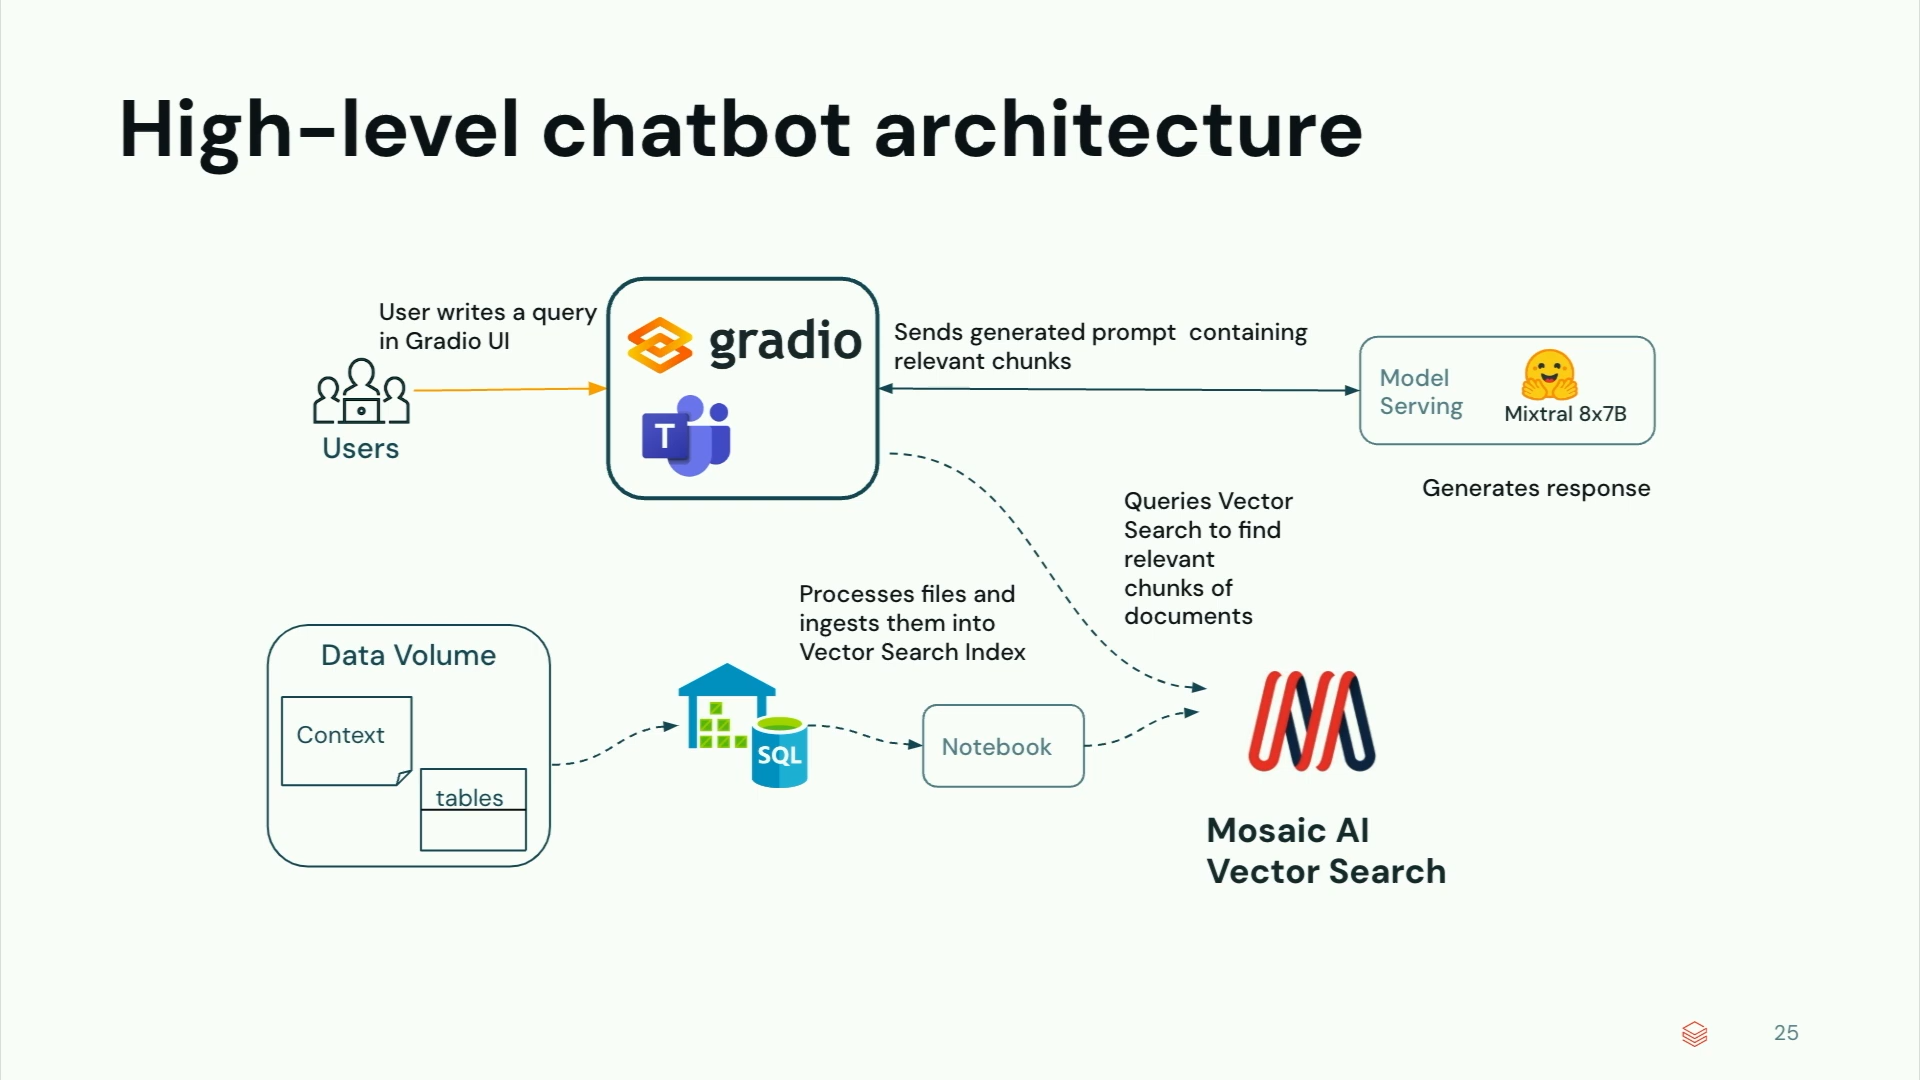 High-level chatbot architecture
User writes a query
in Gradio UI
Users
gradio
T
Sends generated prompt containing
relevant chunks
Model
Serving
Mixtral 8x7B
Generates response
Queries Vector
Search to find
relevant
chunks of
documents
Processes files and
ingests them into
Vector Search Index
Data Volume
Context
tables
SQL
Notebook
Mosaic AI
Vector Search
25